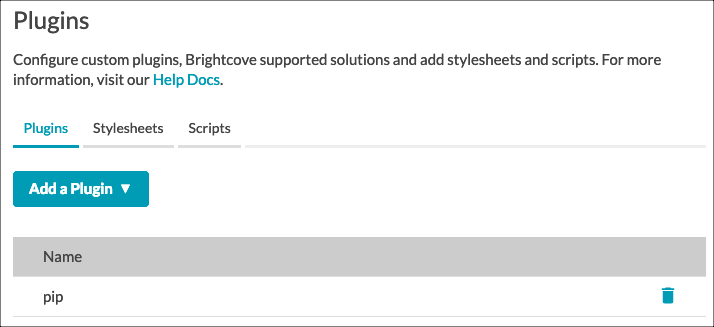 Plugins
Configure custom plugins, Brightcove supported solutions and add stylesheets and scripts. For more
information, visit our Help Docs.
Plugins Stylesheets Scripts
Add a Plugin ▼
Name
pip